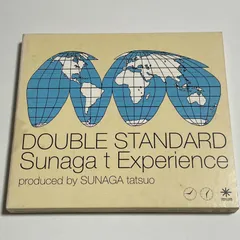 DOUBLE STANDARD
Sunaga t Experience
produced by SUNAGA tatsuo